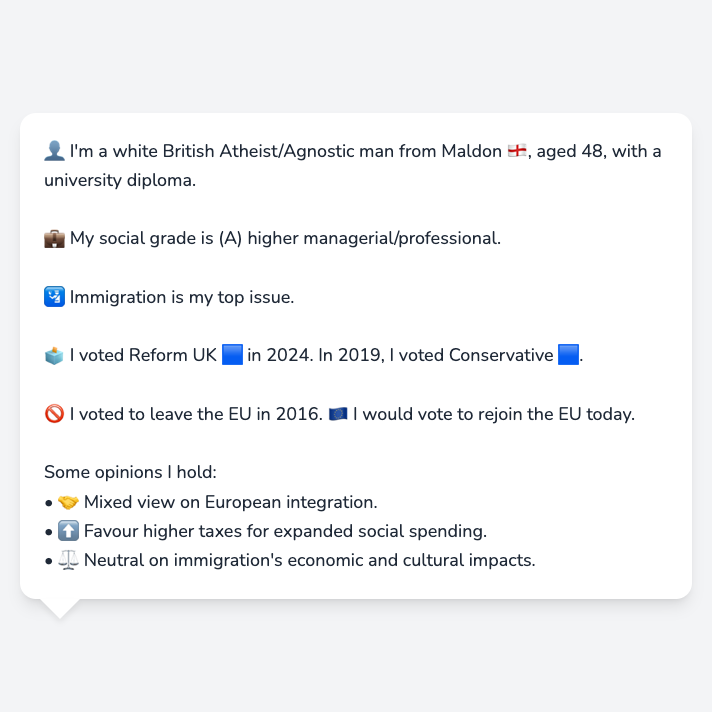 👤 I'm a white British Atheist/Agnostic man from Maldon 🏴󠁧󠁢󠁥󠁮󠁧󠁿, aged 48, with a
university diploma.
💼 My social grade is (A) higher managerial/professional.
🛂 Immigration is my top issue.
🗳️ I voted Reform UK 🟦 in 2024. In 2019, I voted Conservative 🟦.
🚫 I voted to leave the EU in 2016. 🇪🇺 I would vote to rejoin the EU today.
Some opinions I hold:
• 🤝 Mixed view on European integration.
• ⬆️ Favour higher taxes for expanded social spending.
• ⚖️ Neutral on immigration's economic and cultural impacts.